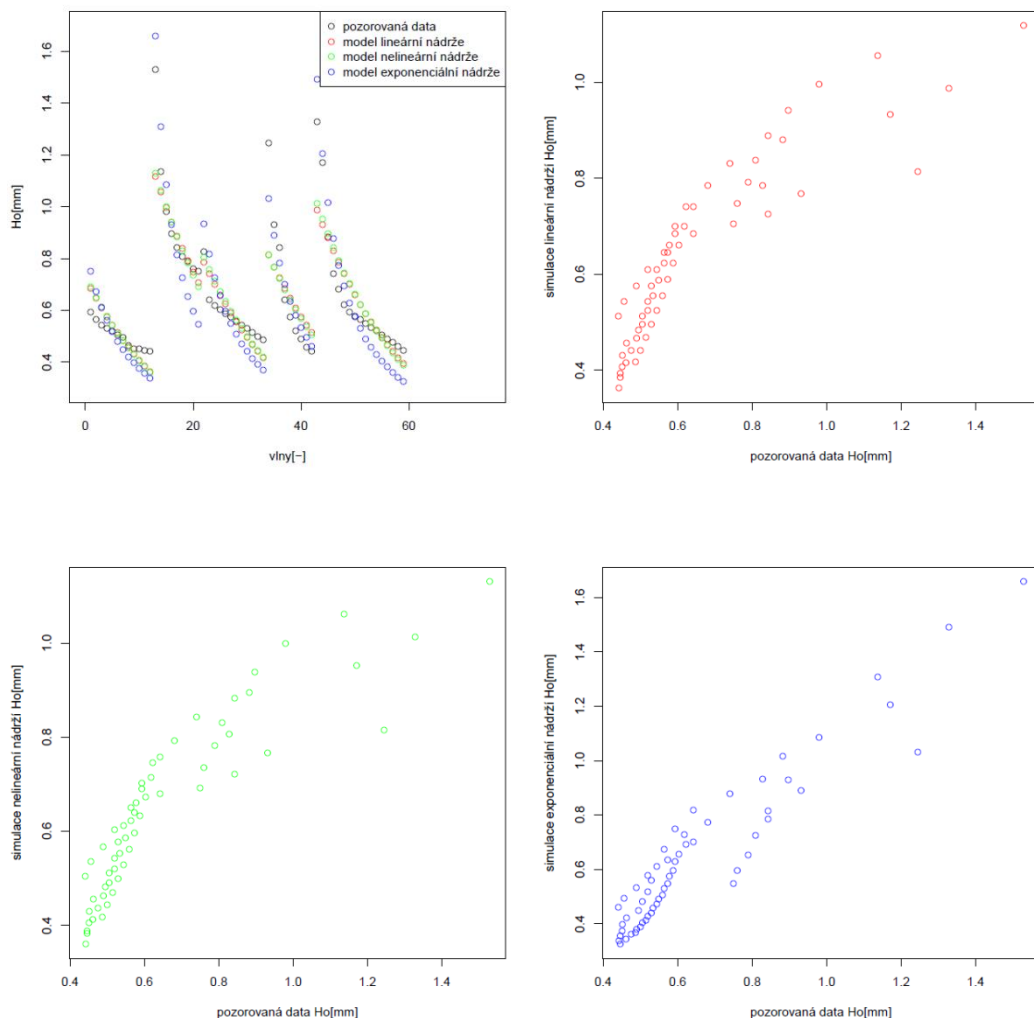 pozorovaná data
model lineární nádrže
model nelineární nádrže
model exponenciální nádrže
Ho[mm]
0.4 0.6 0.8 1.0 1.2 1.4 1.6
0 20 40 60
vlny[−]
simulace lineární nádrží Ho[mm]
0.4 0.6 0.8 1.0
0.4 0.6 0.8 1.0 1.2 1.4
pozorovaná data Ho[mm]
simulace nelineární nádrží Ho[mm]
0.4 0.6 0.8 1.0
0.4 0.6 0.8 1.0 1.2 1.4
pozorovaná data Ho[mm]
simulace exponenciální nádrží Ho[mm]
0.4 0.6 0.8 1.0 1.2 1.4 1.6
0.4 0.6 0.8 1.0 1.2 1.4
pozorovaná data Ho[mm]